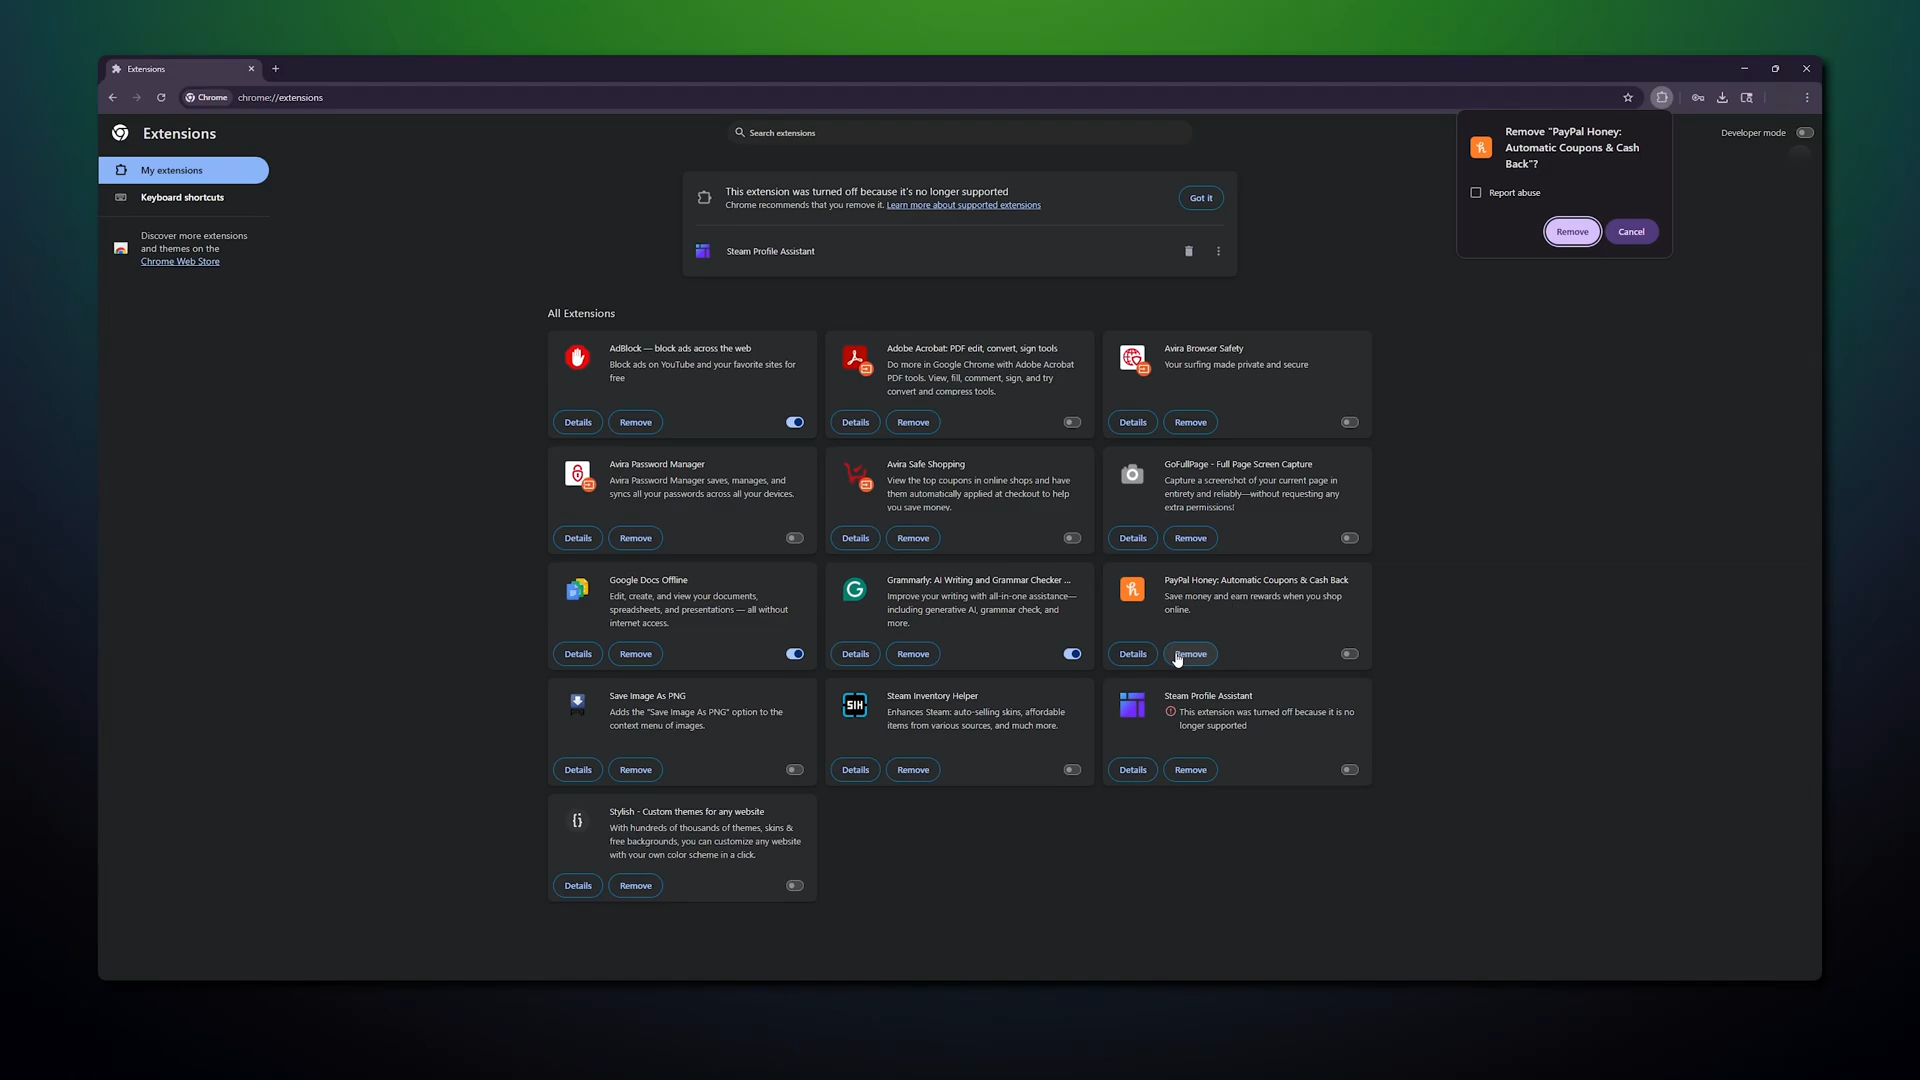 Extensions
Chrome
chrome://extensions
Extensions
Search extensions
Developer mode
My extensions
Keyboard shortcuts
Discover more extensions
and themes on the
Chrome Web Store
Remove "PayPal Honey:
Automatic Coupons & Cash
Back"?
Report abuse
Remove
Cancel
This extension was turned off because it's no longer supported
Chrome recommends that you remove it. Learn more about supported extensions
Got it
Steam Profile Assistant
All Extensions
AdBlock — block ads across the web
Block ads on YouTube and your favorite sites for
free
Details
Remove
Adobe Acrobat: PDF edit, convert, sign tools
Do more in Google Chrome with Adobe Acrobat
PDF tools. View, fill, comment, sign, and try
convert and compress tools.
Details
Remove
Avira Browser Safety
Your surfing made private and secure
Details
Remove
Avira Password Manager
Avira Password Manager saves, manages, and
syncs all your passwords across all your devices.
Details
Remove
Avira Safe Shopping
View the top coupons in online shops and have
them automatically applied at checkout to help
you save money.
Details
Remove
GoFullPage - Full Page Screen Capture
Capture a screenshot of your current page in
entirety and reliably—without requesting any
extra permissions!
Details
Remove
Google Docs Offline
Edit, create, and view your documents,
spreadsheets, and presentations — all without
internet access.
Details
Remove
Grammarly: AI Writing and Grammar Checker ...
Improve your writing with all-in-one assistance—
including generative AI, grammar check, and
more.
Details
Remove
PayPal Honey: Automatic Coupons & Cash Back
Save money and earn rewards when you shop
online.
Details
Remove
Save Image As PNG
Adds the "Save Image As PNG" option to the
context menu of images.
Details
Remove
SIH
Steam Inventory Helper
Enhances Steam: auto-selling skins, affordable
items from various sources, and much more.
Details
Remove
Steam Profile Assistant
This extension was turned off because it is no
longer supported
Details
Remove
Stylish - Custom themes for any website
With hundreds of thousands of themes, skins &
free backgrounds, you can customize any website
with your own color scheme in a click.
Details
Remove